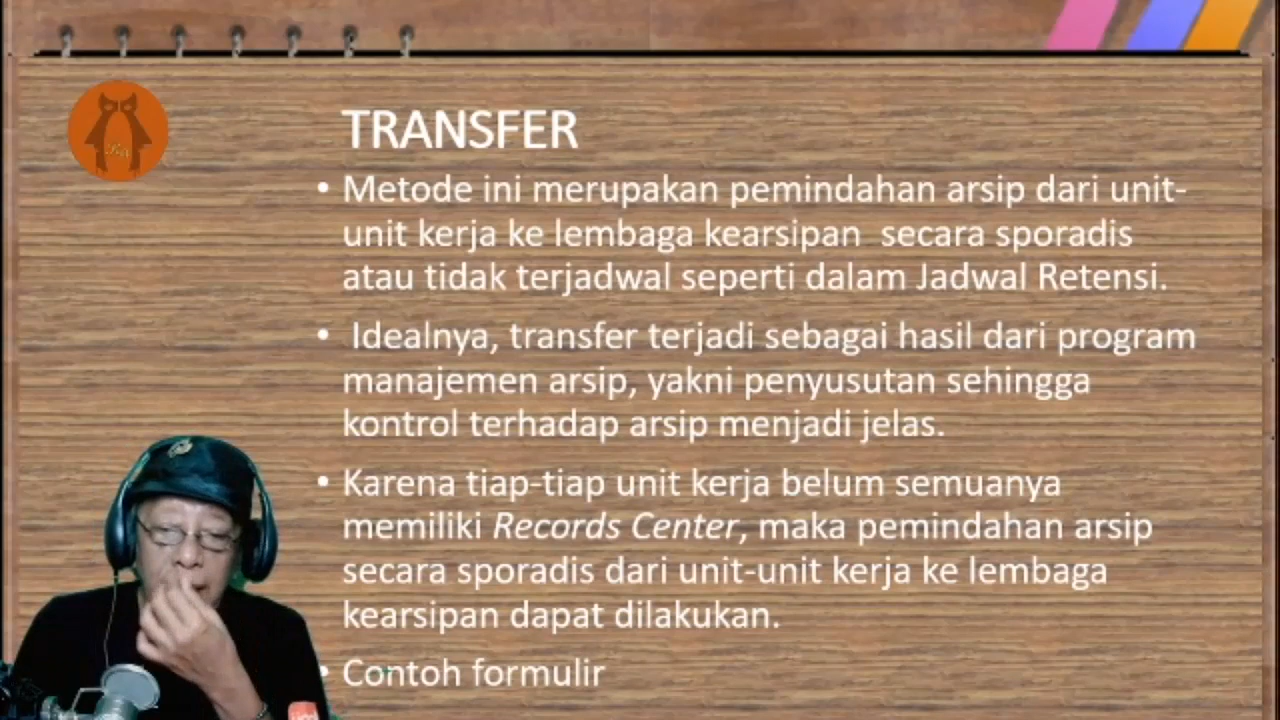 TRANSFER
• Metode ini merupakan pemindahan arsip dari unit-
unit kerja ke lembaga kearsipan secara sporadis
atau tidak terjadwal seperti dalam Jadwal Retensi.
• Idealnya, transfer terjadi sebagai hasil dari program
manajemen arsip, yakni penyusutan sehingga
kontrol terhadap arsip menjadi jelas.
• Karena tiap-tiap unit kerja belum semuanya
memiliki Records Center, maka pemindahan arsip
secara sporadis dari unit-unit kerja ke lembaga
kearsipan dapat dilakukan.
• Contoh formulir